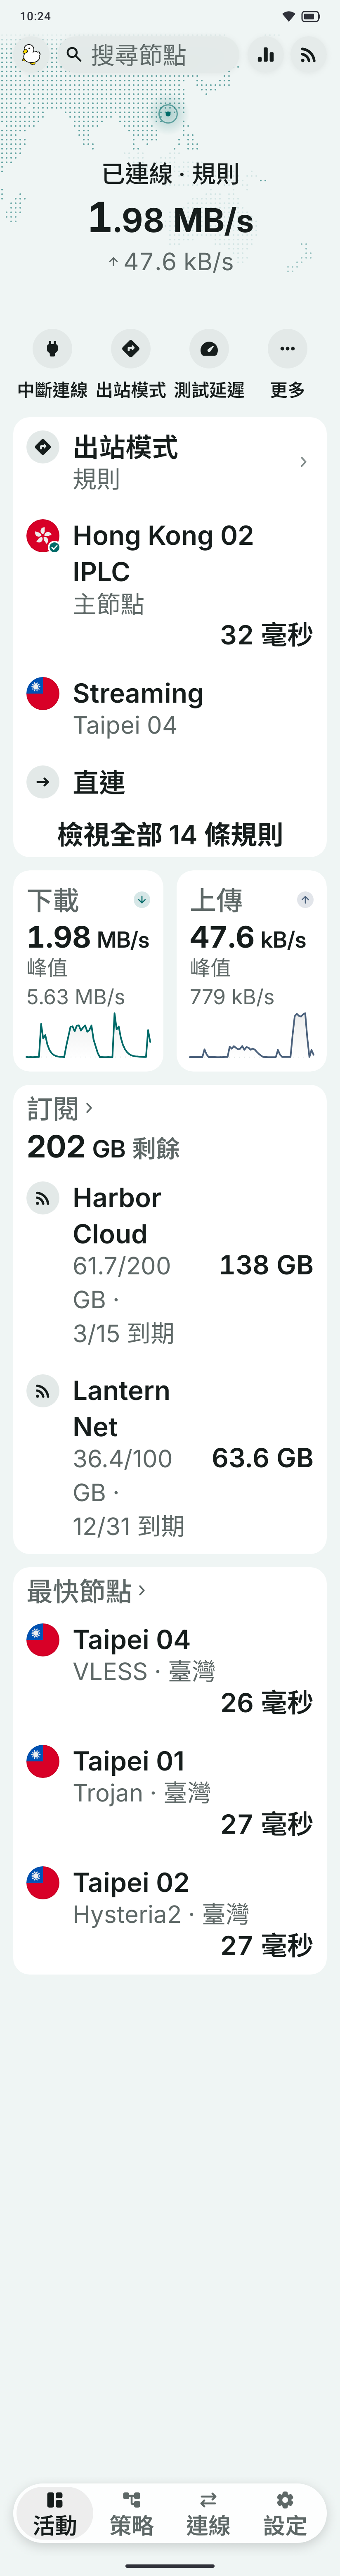 10:24
搜尋節點
已連線 · 規則
1.98 MB/s
↑ 47.6 kB/s
中斷連線 出站模式 測試延遲 更多
出站模式
規則
Hong Kong 02
IPLC
主節點
32 毫秒
Streaming
Taipei 04
直連
檢視全部 14 條規則
下載
1.98 MB/s
峰值
5.63 MB/s
上傳
47.6 kB/s
峰值
779 kB/s
訂閱
202 GB 剩餘
Harbor
Cloud
61.7/200
GB ·
3/15 到期
138 GB
Lantern
Net
36.4/100
GB ·
12/31 到期
63.6 GB
最快節點
Taipei 04
VLESS · 臺灣
26 毫秒
Taipei 01
Trojan · 臺灣
27 毫秒
Taipei 02
Hysteria2 · 臺灣
27 毫秒
活動 策略 連線 設定